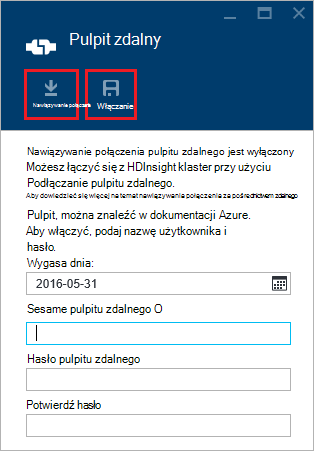 Pulpit zdalny
Nawiązywanie połączenia
Włączanie
Nawiązywanie połączenia pulpitu zdalnego jest wyłączony
Możesz łączyć się z HDInsight klaster przy użyciu
Podłączanie pulpitu zdalnego.
Aby dowiedzieć się więcej na temat nawiązywania połączenia za pośrednictwem zdalnego
Pulpit, można znaleźć w dokumentacji Azure.
Aby włączyć, podaj nazwę użytkownika i
hasło.
Wygasa dnia:
2016-05-31
Sesame pulpitu zdalnego O
Hasło pulpitu zdalnego
Potwierdź hasło